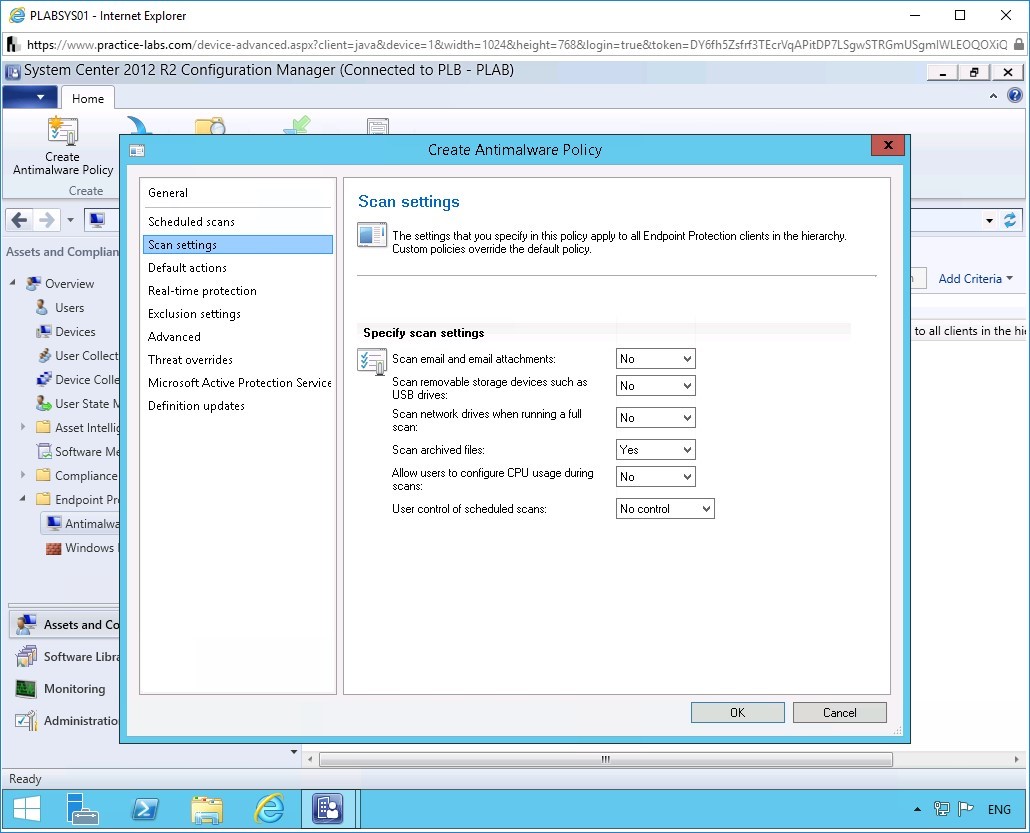 PLABSYS01 - Internet Explorer
https://www.practice-labs.com/device-advanced.aspx?client=java&device=1&width=1024&height=768&login=true&token=DY6fh5Zsfrf3TEcrVqAPitDP7LSgwSTRGmUSgmIWLEOQOXiQ
System Center 2012 R2 Configuration Manager (Connected to PLB - PLAB)
Home
Create
Antimalware Policy
Create
Create Antimalware Policy
Assets and Complian
Overview
Users
Devices
User Collect
Device Colle
User State M
Asset Intellig
Software Me
Compliance
Endpoint Pr
Antimalwa
Windows
Assets and Co
Software Libra
Monitoring
Administratio
General
Scheduled scans
Scan settings
Default actions
Real-time protection
Exclusion settings
Advanced
Threat overrides
Microsoft Active Protection Service
Definition updates
Scan settings
The settings that you specify in this policy apply to all Endpoint Protection clients in the hierarchy.
Custom policies override the default policy.
Specify scan settings
Scan email and email attachments: No
Scan removable storage devices such as
USB drives: No
Scan network drives when running a full
scan: No
Scan archived files: Yes
Allow users to configure CPU usage during
scans: No
User control of scheduled scans: No control
OK Cancel
Add Criteria
to all clients in the hi
Ready
ENG